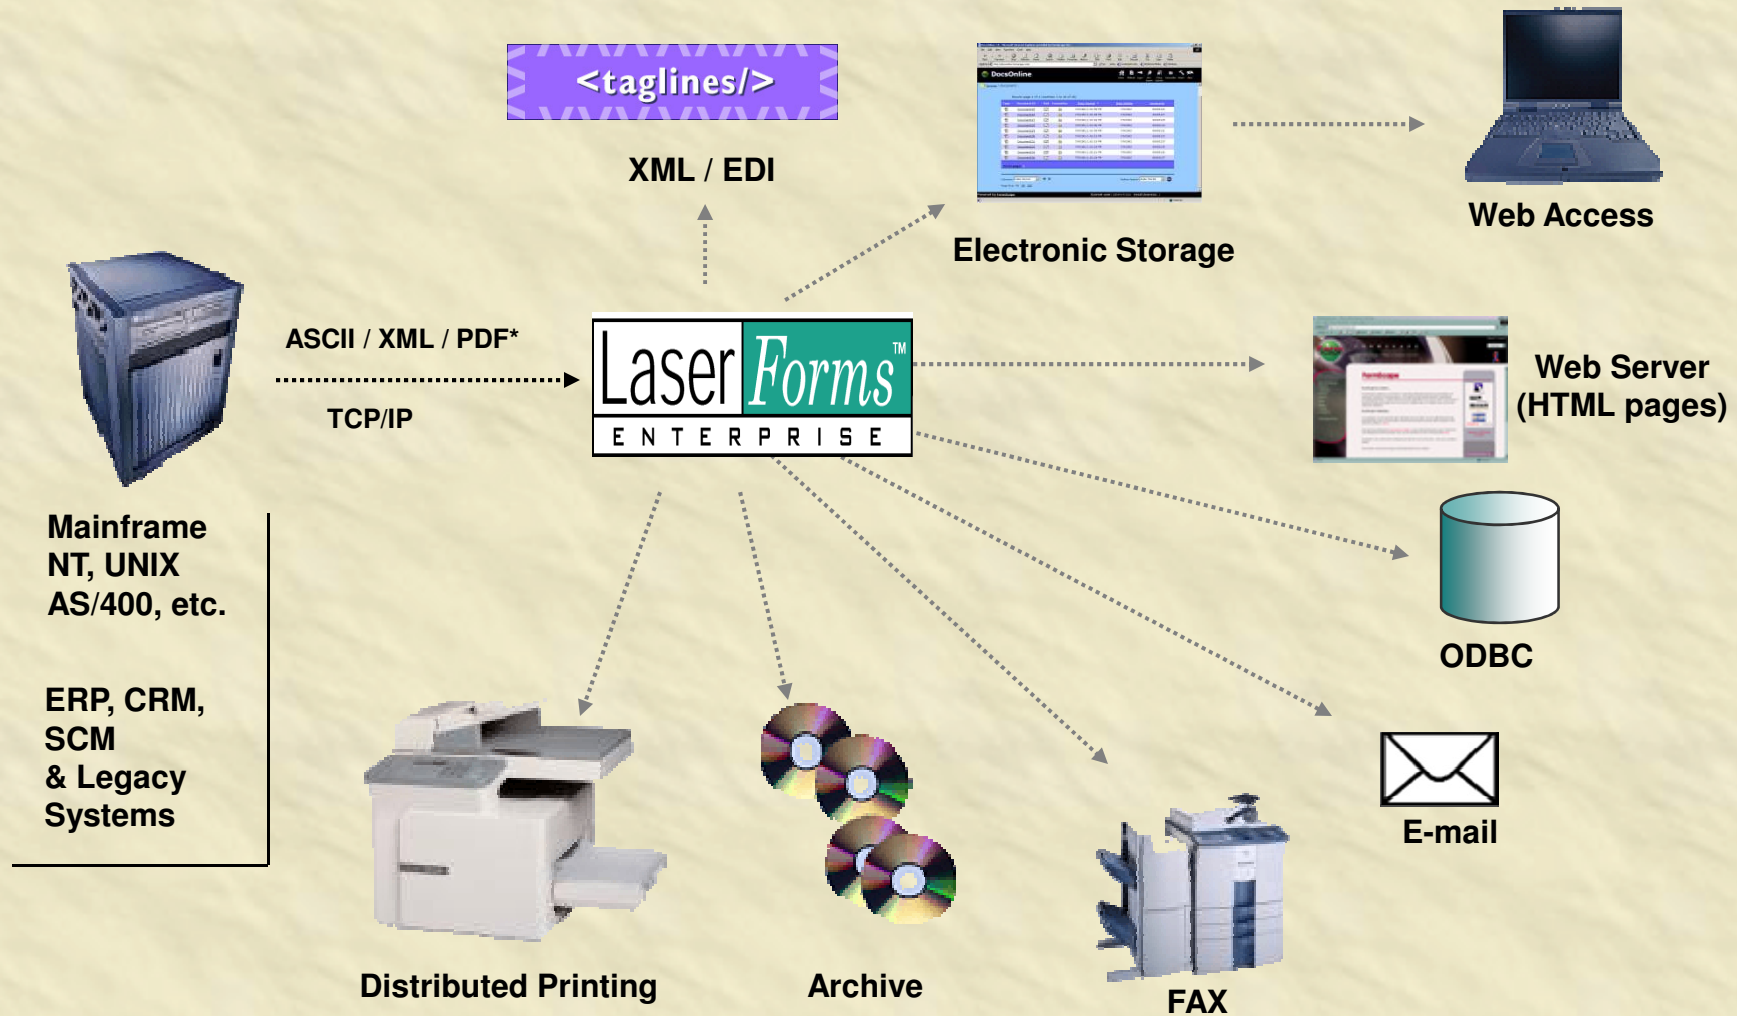 <taglines/>
XML / EDI
DocsOnline
Electronic Storage
Web Access
ASCII / XML / PDF*
TCP/IP
Laser Forms™
ENTERPRISE
Web Server
(HTML pages)
Mainframe
NT, UNIX
AS/400, etc.
ERP, CRM,
SCM
& Legacy
Systems
ODBC
E-mail
Distributed Printing
Archive
FAX